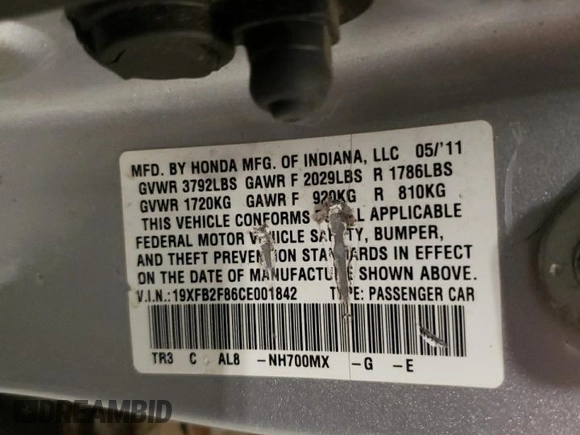 MFD. BY HONDA MFG. OF INDIANA, LLC 05/'11
GVWR 3792LBS GAWR F 2029LBS R 1786LBS
GVWR 1720KG GAWR F 920KG R 810KG
THIS VEHICLE CONFORMS ALL APPLICABLE
FEDERAL MOTOR VEHICLE SAFETY, BUMPER,
AND THEFT PREVENTION STANDARDS IN EFFECT
ON THE DATE OF MANUFACTURE SHOWN ABOVE.
V.I.N.: 19XFB2F86CE001842 TYPE: PASSENGER CAR
TR3 C AL8 -NH700MX -G -E
DREAMBID